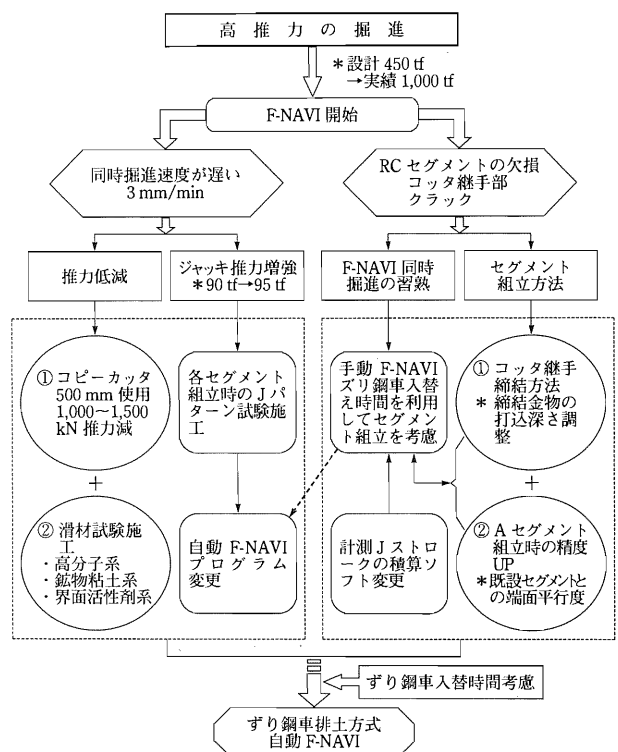 高推力の掘進
＊設計 450 tf
→実績 1,000 tf
F-NAVI 開始
同時掘進速度が遅い
3 mm/min
RC セグメントの欠損
コッタ継手部
クラック
推力低減
ジャッキ推力増強
＊90 tf→95 tf
F-NAVI 同時
掘進の習熟
セグメント
組立方法
① コピーカッタ
500 mm 使用
1,000〜1,500
kN 推力減
＋
② 滑材試験施
工
・高分子系
・鉱物粘土系
・界面活性剤系
各セグメント
組立時の J パ
ターン試験施
工
自動 F-NAVI
プログラム
変更
手動 F-NAVI
ズリ鋼車入替
え時間を利用
してセグメン
ト組立を考慮
計測 J ストロ
ークの積算ソ
フト変更
① コッタ継手
締結方法
＊ 締結金物の
打込深さ調
整
＋
② A セグメント
組立時の精度
UP
＊既設セグメントと
の端面平行度
ずり鋼車入替時間考慮
ずり鋼車排土方式
自動 F-NAVI